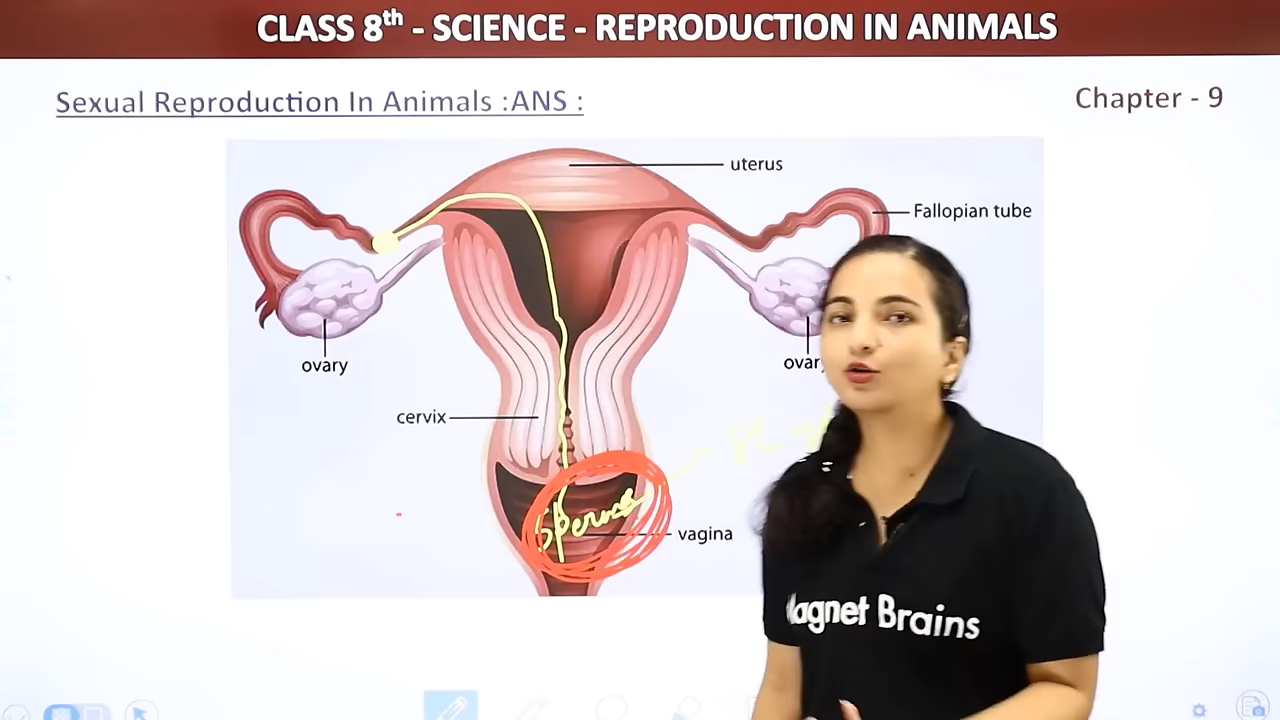 CLASS 8th - SCIENCE - REPRODUCTION IN ANIMALS
Sexual Reproduction In Animals :ANS :
Chapter - 9
uterus
Fallopian tube
ovary
ovary
cervix
vagina
Magnet Brains